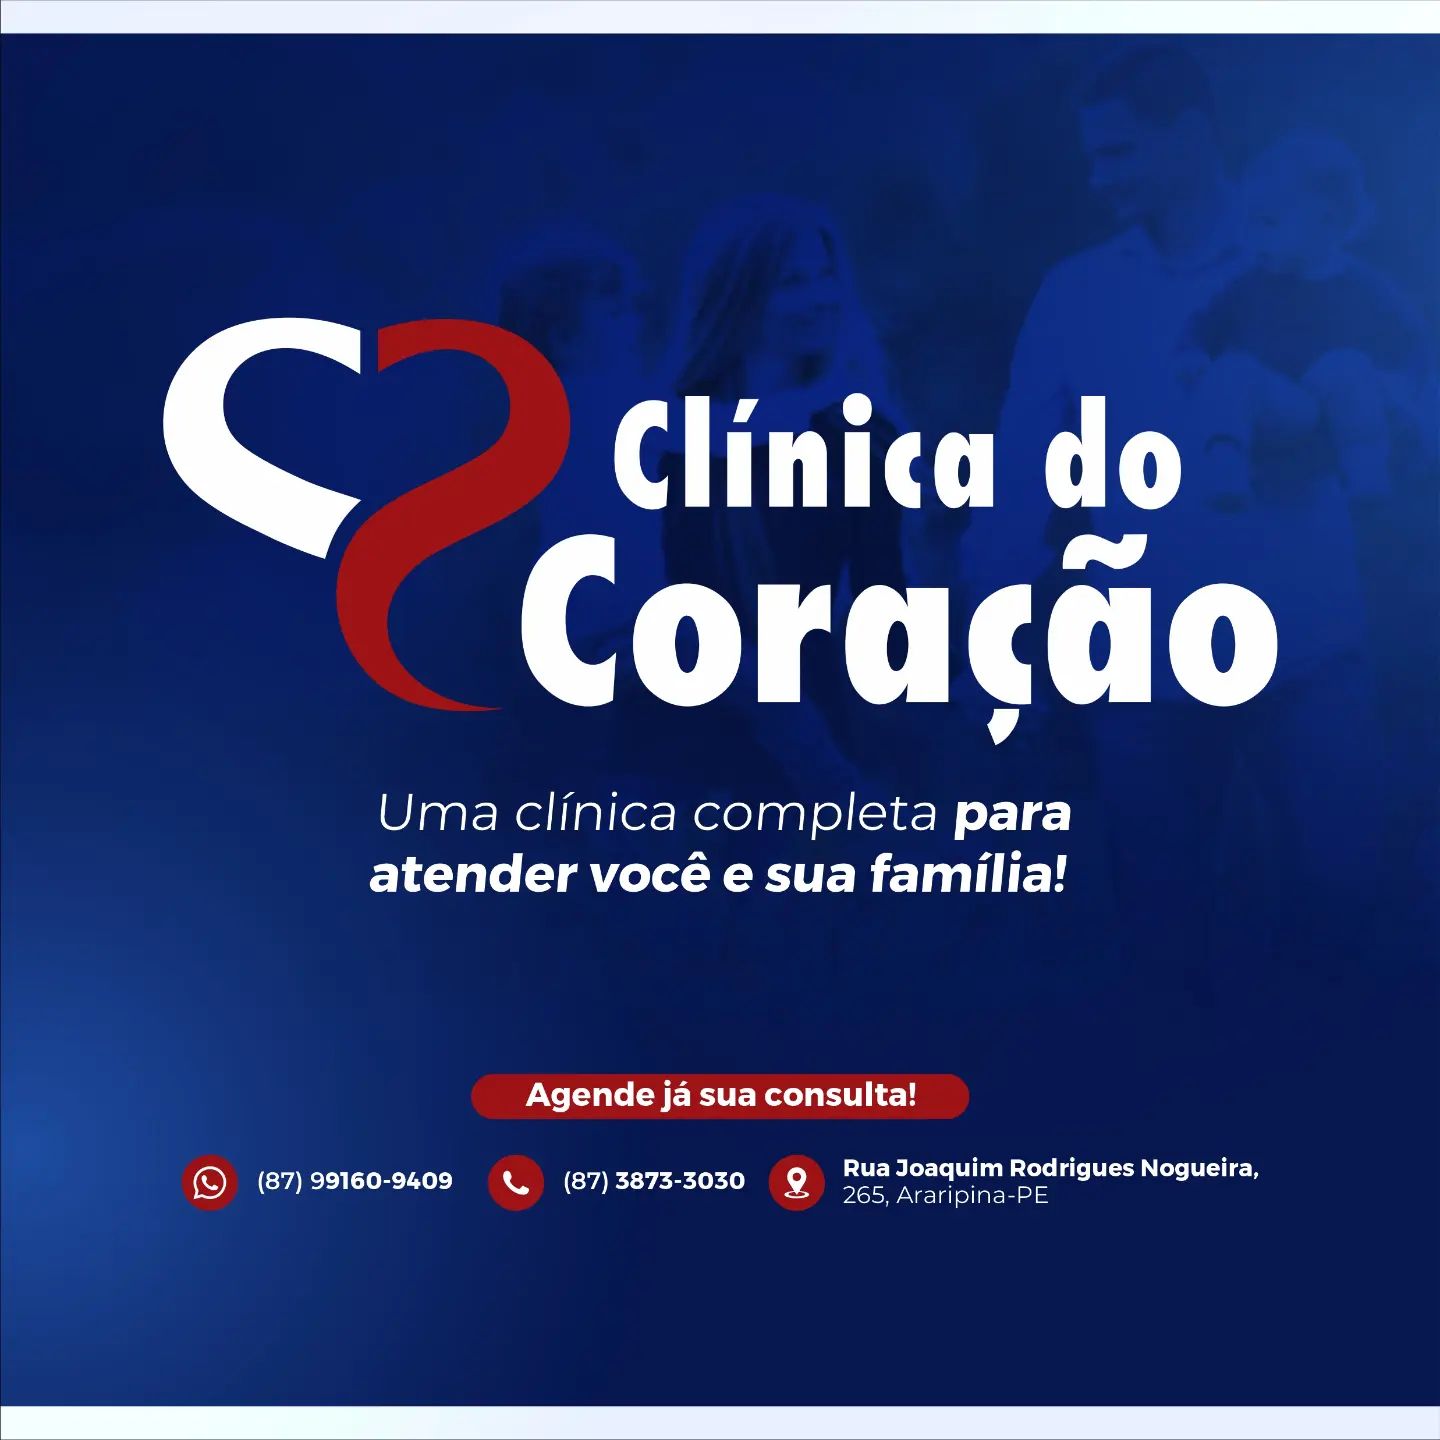 Clínica do
Coração
Uma clínica completa para
atender você e sua família!
Agende já sua consulta!
(87) 99160-9409
(87) 3873-3030
Rua Joaquim Rodrigues Nogueira,
265, Araripina-PE